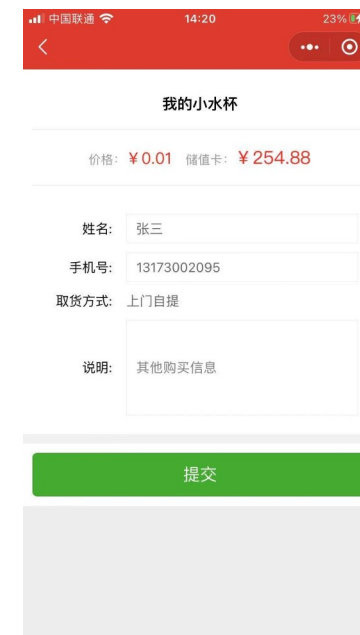 中国联通 14:20 23%
我的小水杯
价格: ¥0.01 储值卡: ¥254.88
姓名: 张三
手机号: 13173002095
取货方式: 上门自提
说明: 其他购买信息
提交